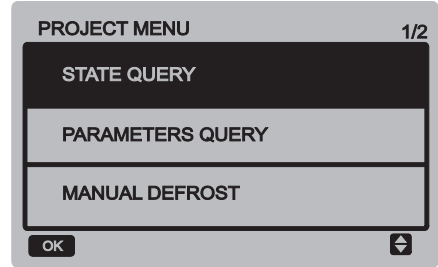 PROJECT MENU 1/2
STATE QUERY
PARAMETERS QUERY
MANUAL DEFROST
OK